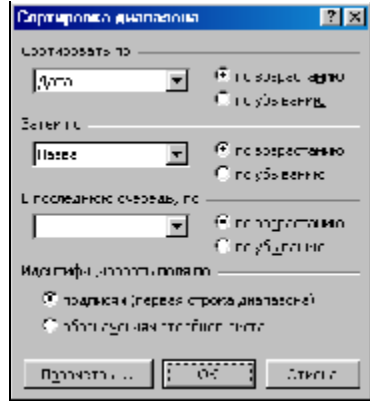 Сортировка диапазона
Сортировать по
Дата
по возрастанию
по убыванию
Затем по
по возрастанию
по убыванию
В последнюю очередь, по
по возрастанию
по убыванию
Идентифицировать поля по
подписям (первая строка диапазона)
обозначениям столбцов листа
Параметры...
ОК
Отмена